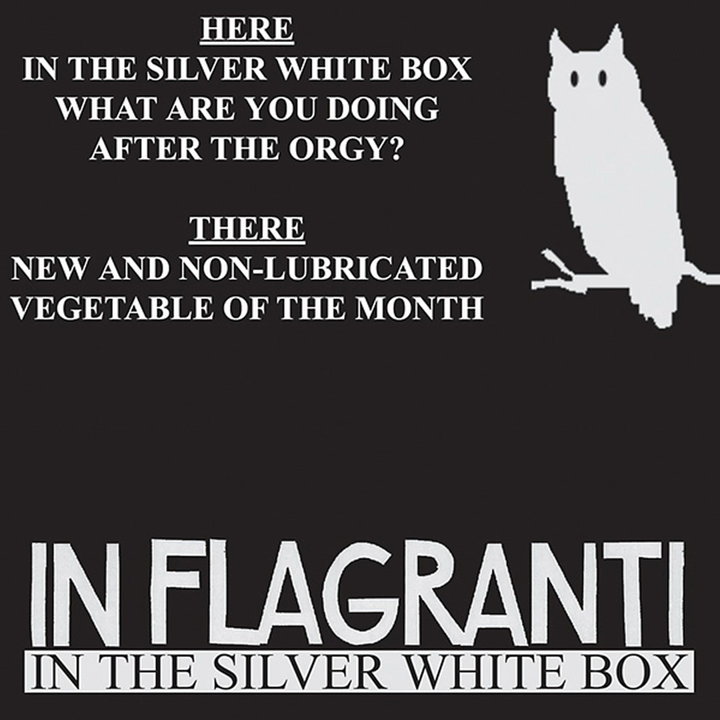 HERE
IN THE SILVER WHITE BOX
WHAT ARE YOU DOING
AFTER THE ORGY?
THERE
NEW AND NON-LUBRICATED
VEGETABLE OF THE MONTH
IN FLAGRANTI
IN THE SILVER WHITE BOX